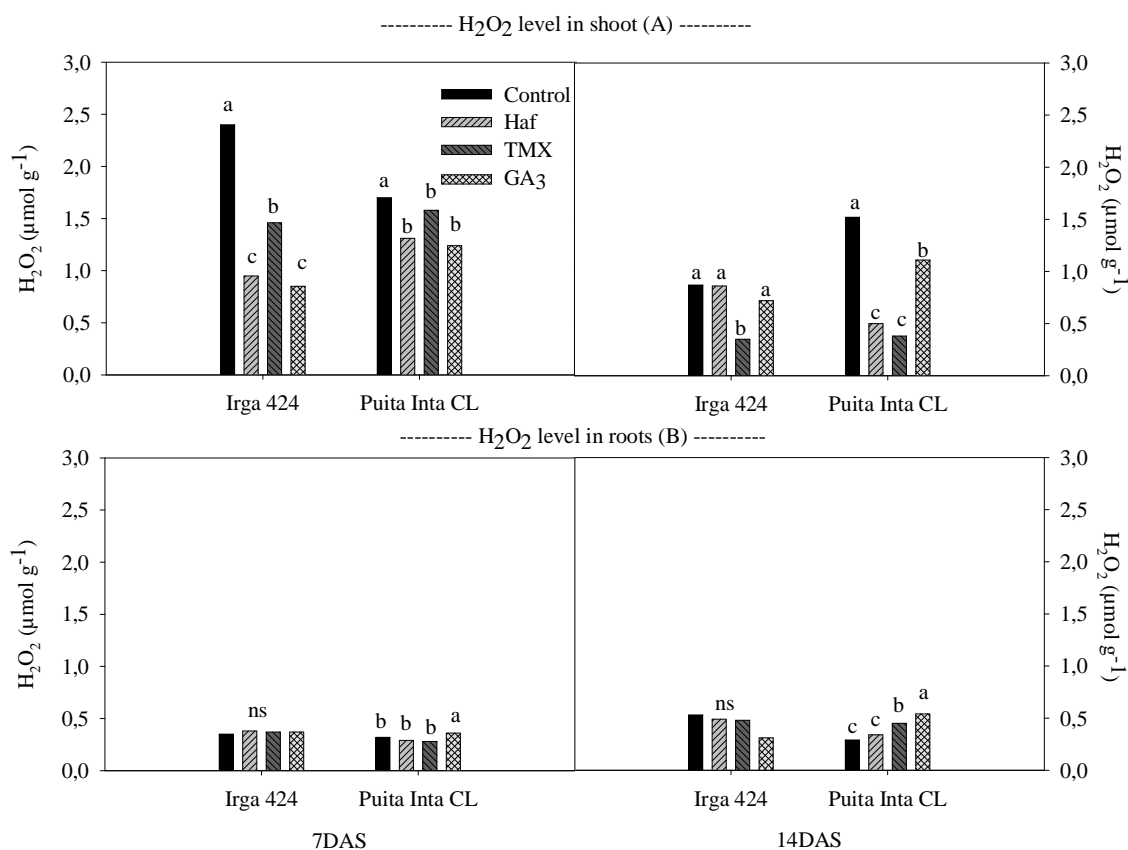 ---------- H₂O₂ level in shoot (A) ----------
3,0
2,5
2,0
1,5
1,0
0,5
0,0
H₂O₂ (µmol g⁻¹)
a
c
b
c
a
b
b
b
Control
Haf
TMX
GA₃
Irga 424
Puita Inta CL
a
a
b
a
a
c
c
b
3,0
2,5
2,0
1,5
1,0
0,5
0,0
H₂O₂ (µmol g⁻¹)
Irga 424
Puita Inta CL
---------- H₂O₂ level in roots (B) ----------
3,0
2,5
2,0
1,5
1,0
0,5
0,0
H₂O₂ (µmol g⁻¹)
ns
b
b
b
a
Irga 424
Puita Inta CL
7DAS
ns
c
c
b
a
3,0
2,5
2,0
1,5
1,0
0,5
0,0
H₂O₂ (µmol g⁻¹)
Irga 424
Puita Inta CL
14DAS